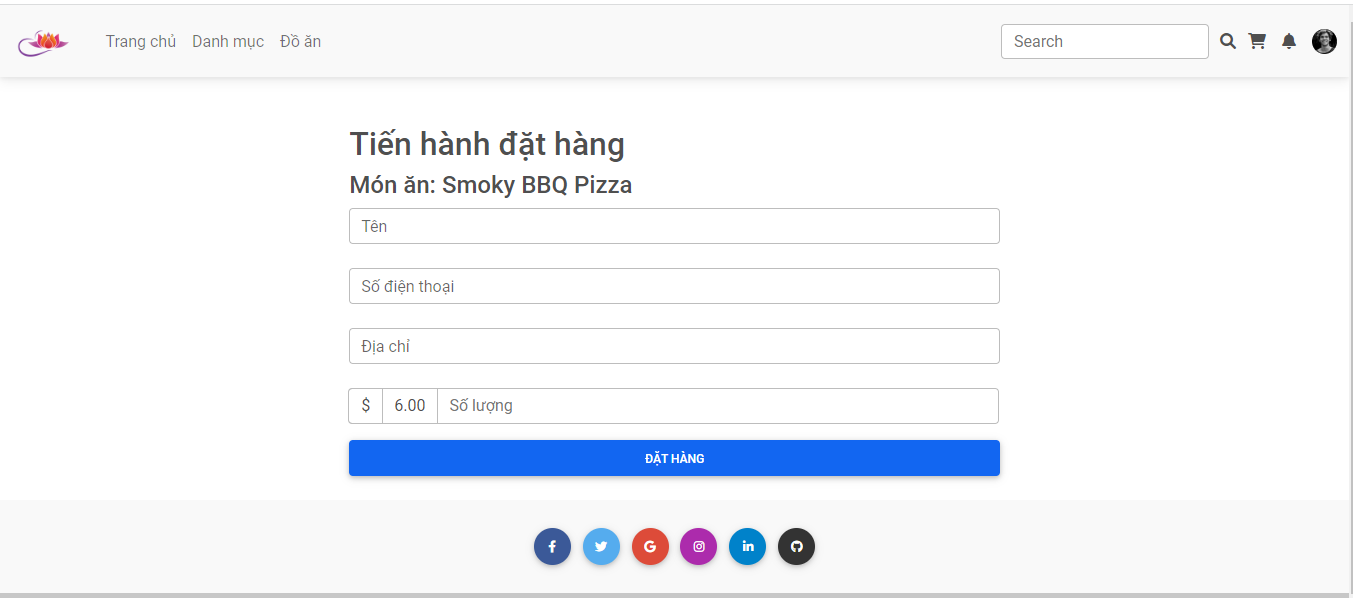 Trang chủ Danh mục Đồ ăn Search
Tiến hành đặt hàng
Món ăn: Smoky BBQ Pizza
Tên
Số điện thoại
Địa chỉ
$ 6.00 Số lượng
ĐẶT HÀNG